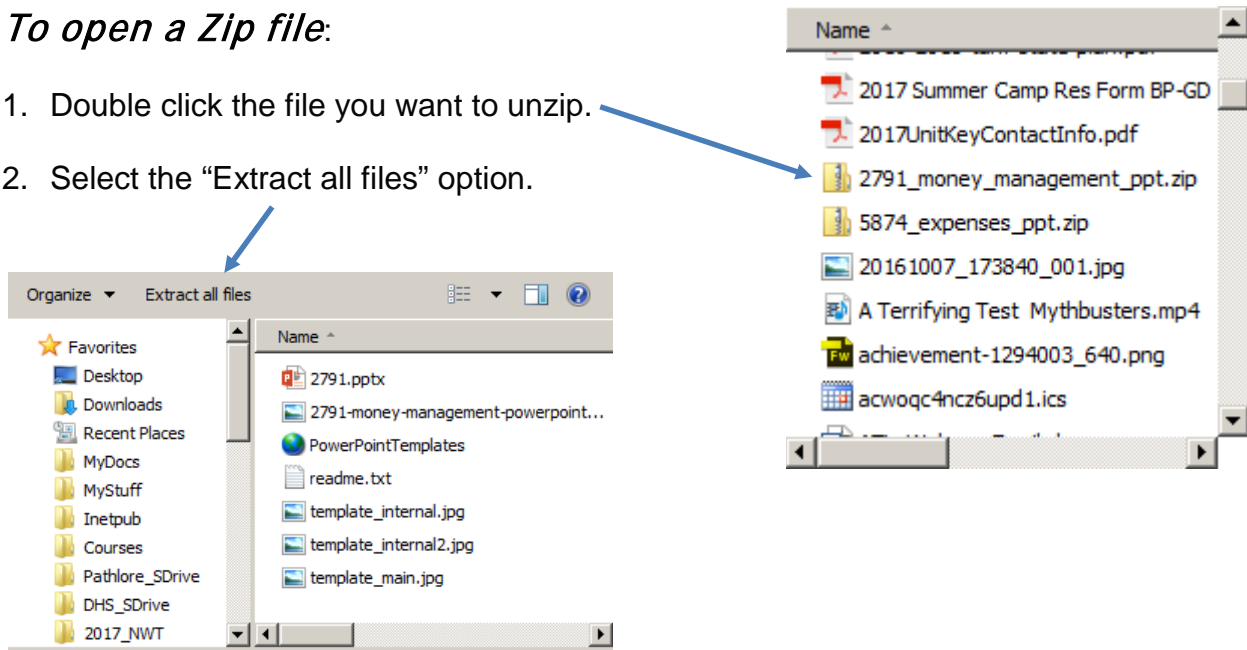 To open a Zip file:
1. Double click the file you want to unzip.
2. Select the “Extract all files” option.
Organize Extract all files
Favorites
Desktop
Downloads
Recent Places
MyDocs
MyStuff
Inetpub
Courses
Pathlore_SDrive
DHS_SDrive
2017_NWT
Name
2791.pptx
2791-money-management-powerpoint...
PowerPointTemplates
readme.txt
template_internal.jpg
template_internal2.jpg
template_main.jpg
Name
2017 Summer Camp Res Form BP-GD
2017UnitKeyContactInfo.pdf
2791_money_management_ppt.zip
5874_expenses_ppt.zip
20161007_173840_001.jpg
A Terrifying Test Mythbusters.mp4
achievement-1294003_640.png
Fw
acwoqc4ncz6upd1.ics